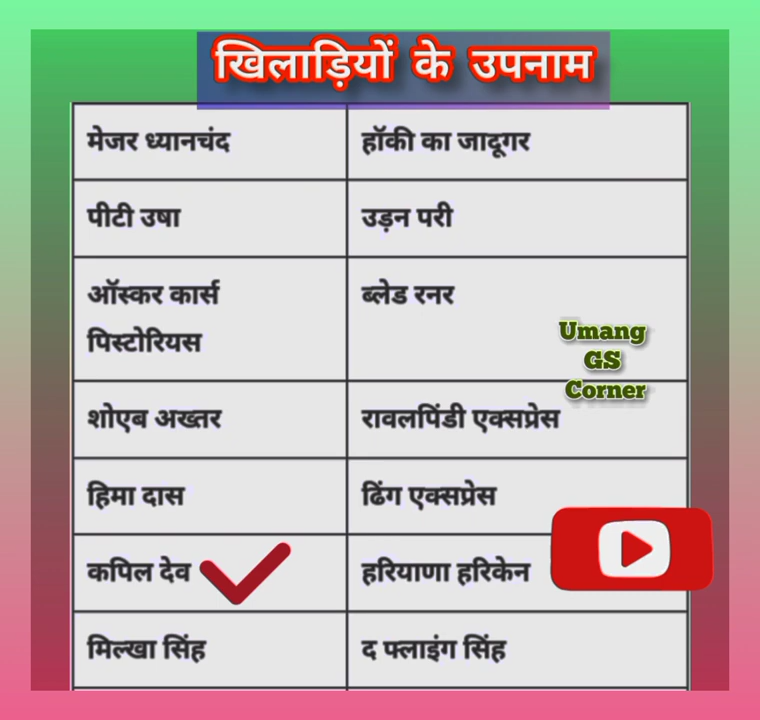 खिलाड़ियों के उपनाम
मेजर ध्यानचंद हॉकी का जादूगर
पीटी उषा उड़न परी
ऑस्कर कार्स ब्लेड रनर
पिस्टोरियस
Umang
GS
Corner
शोएब अख्तर रावलपिंडी एक्सप्रेस
हिमा दास ढिंग एक्सप्रेस
कपिल देव हरियाणा हरिकेन
मिल्खा सिंह द फ्लाइंग सिंह